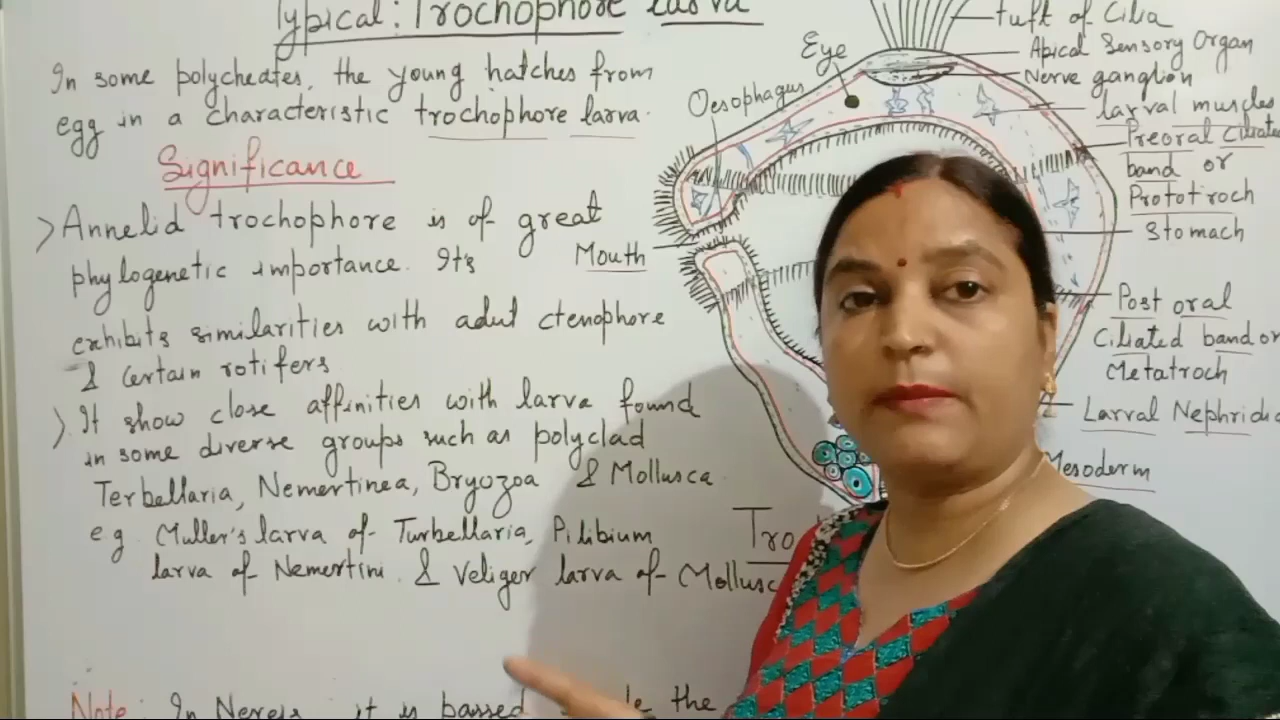 Typical: Trochophore larva
In some polycheates, the young hatches from
egg in a characteristic trochophore larva.
Significance
> Annelid trochophore is of great
phylogenetic importance. It's
exhibits similarities with adul ctenophore
& certain rotifers
> It show close affinities with larva found
in some diverse groups such as polyclad
Terbellaria, Nemertinea, Bryozoa & Mollusca
e.g. Muller's larva of Turbellaria, Pilibium
larva of Nemertini & Veliger larva of Mollusc
Note: In Nereis it is passed the
tuft of Cilia
Apical Sensory Organ
Nerve ganglion
Eye
Oesophagus
larval muscles
Preoral Ciliated
band or
Prototroch
Stomach
Mouth
Post oral
Ciliated band or
Metatroch
Larval Nephridi
Mesoderm
Tro